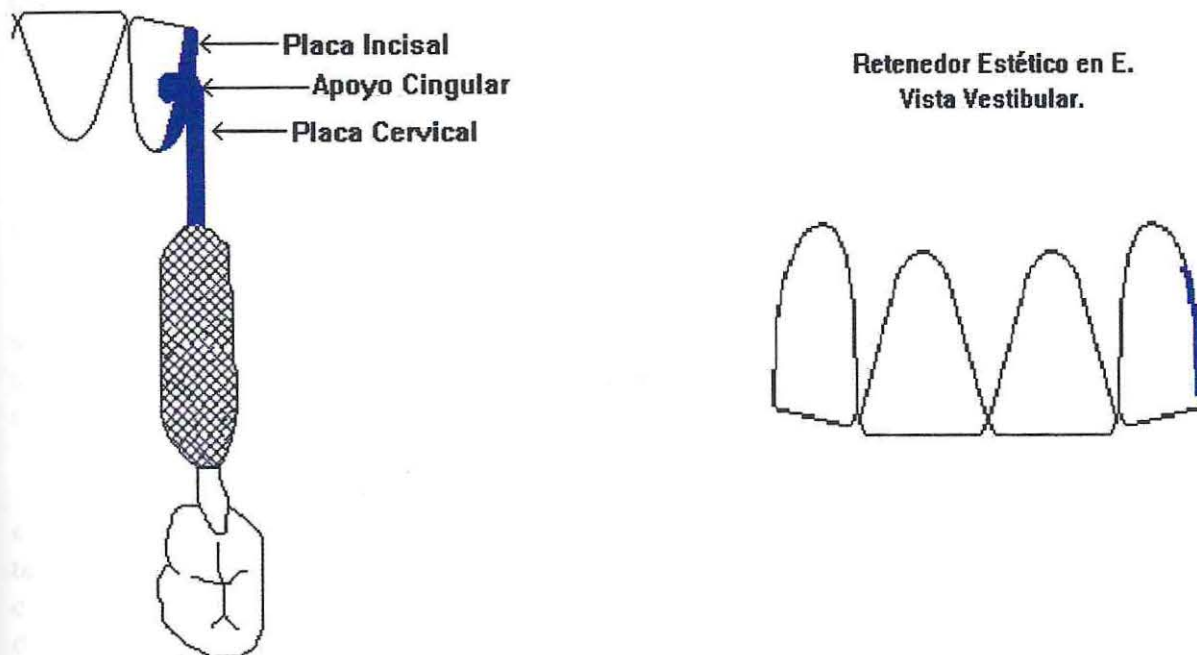 Placa Incisal
Apoyo Cingular
Placa Cervical
Retenedor Estético en E.
Vista Vestibular.